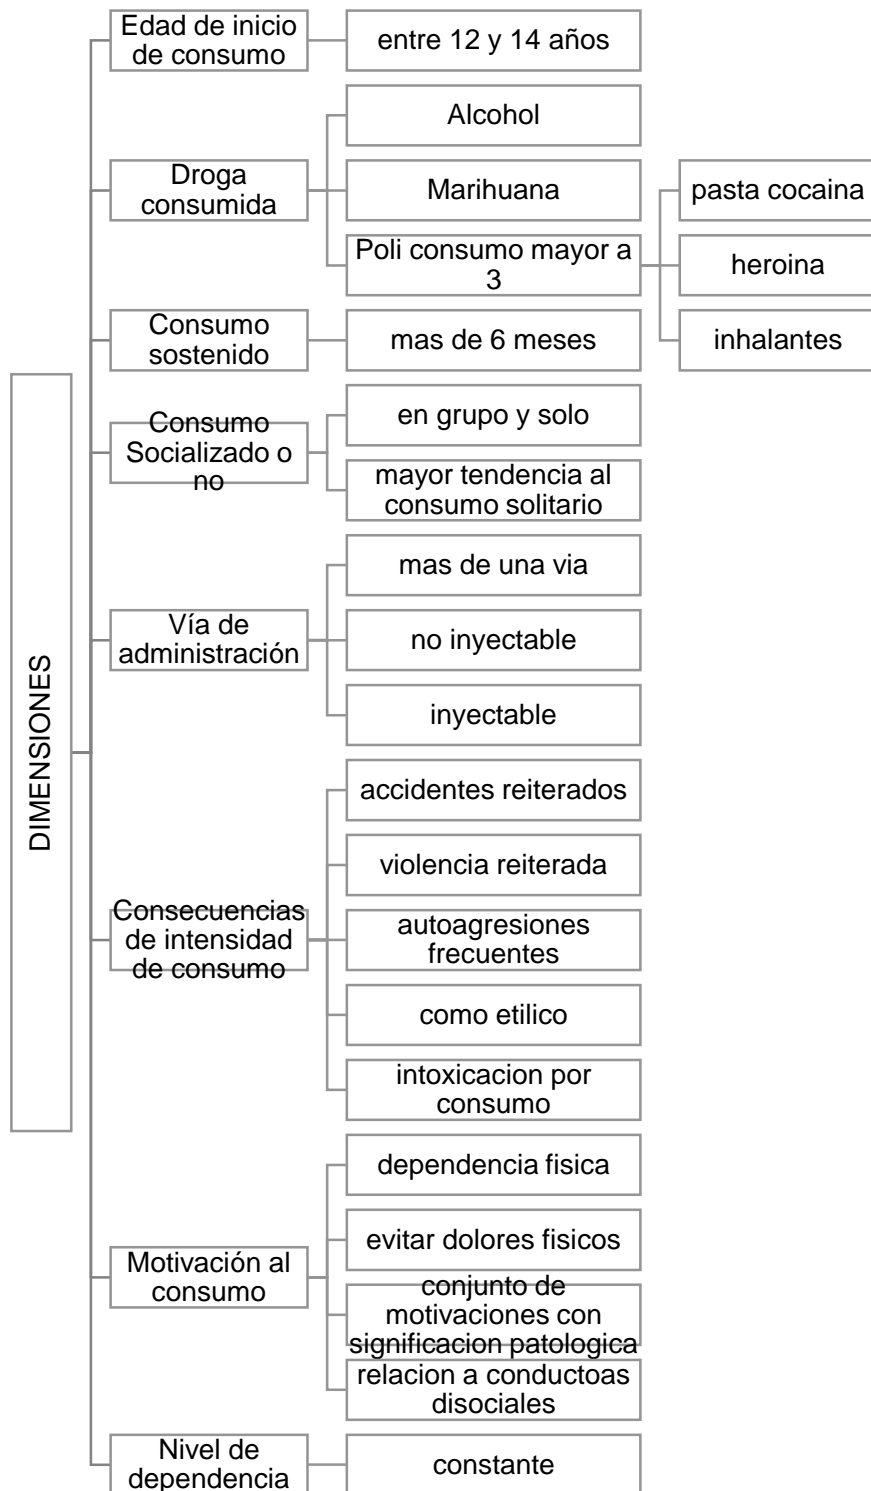 DIMENSIONES
Edad de inicio
de consumo
entre 12 y 14 años
Droga
consumida
Alcohol
Marihuana
Poli consumo mayor a
3
pasta cocaina
heroina
inhalantes
Consumo
sostenido
mas de 6 meses
Consumo
Socializado o
no
en grupo y solo
mayor tendencia al
consumo solitario
Vía de
administración
mas de una via
no inyectable
inyectable
Consecuencias
de intensidad
de consumo
accidentes reiterados
violencia reiterada
autoagresiones
frecuentes
como etilico
intoxicacion por
consumo
Motivación al
consumo
dependencia fisica
evitar dolores fisicos
conjunto de
motivaciones con
significacion patologica
relacion a conductoas
disociales
Nivel de
dependencia
constante